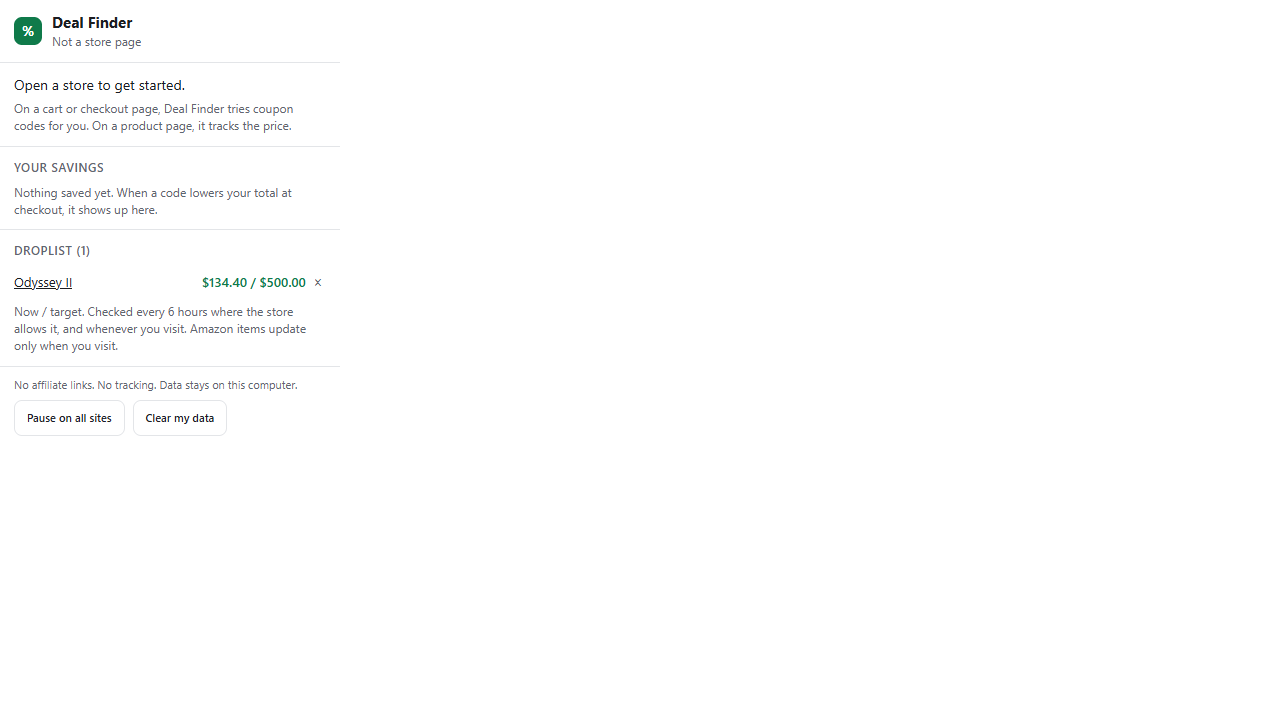 %
Deal Finder
Not a store page
Open a store to get started.
On a cart or checkout page, Deal Finder tries coupon
codes for you. On a product page, it tracks the price.
YOUR SAVINGS
Nothing saved yet. When a code lowers your total at
checkout, it shows up here.
DROPLIST (1)
Odyssey II $134.40 / $500.00 ×
Now / target. Checked every 6 hours where the store
allows it, and whenever you visit. Amazon items update
only when you visit.
No affiliate links. No tracking. Data stays on this computer.
Pause on all sites Clear my data